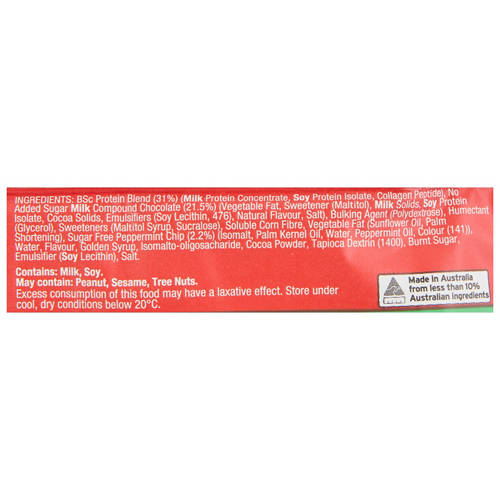 INGREDIENTS: BSc Protein Blend (31%) (Milk Protein Concentrate, Soy Protein Isolate, Collagen Peptide), No
Added Sugar Milk Compound Chocolate (21.5%) (Vegetable Fat, Sweetener (Maltitol), Milk Solids, Soy Protein
Isolate, Cocoa Solids, Emulsifiers (Soy Lecithin, 476), Natural Flavour, Salt), Bulking Agent (Polydextrose), Humectant
(Glycerol), Sweeteners (Maltitol Syrup, Sucralose), Soluble Corn Fibre, Vegetable Fat (Sunflower Oil, Palm
Shortening), Sugar Free Peppermint Chip (2.2%) (Isomalt, Palm Kernel Oil, Water, Peppermint Oil, Colour (141)),
Water, Flavour, Golden Syrup, Isomalto-oligosaccharide, Cocoa Powder, Tapioca Dextrin (1400), Burnt Sugar,
Emulsifier (Soy Lecithin), Salt.
Contains: Milk, Soy.
May contain: Peanut, Sesame, Tree Nuts.
Excess consumption of this food may have a laxative effect. Store under
cool, dry conditions below 20°C.
Made in Australia
from less than 10%
Australian ingredients